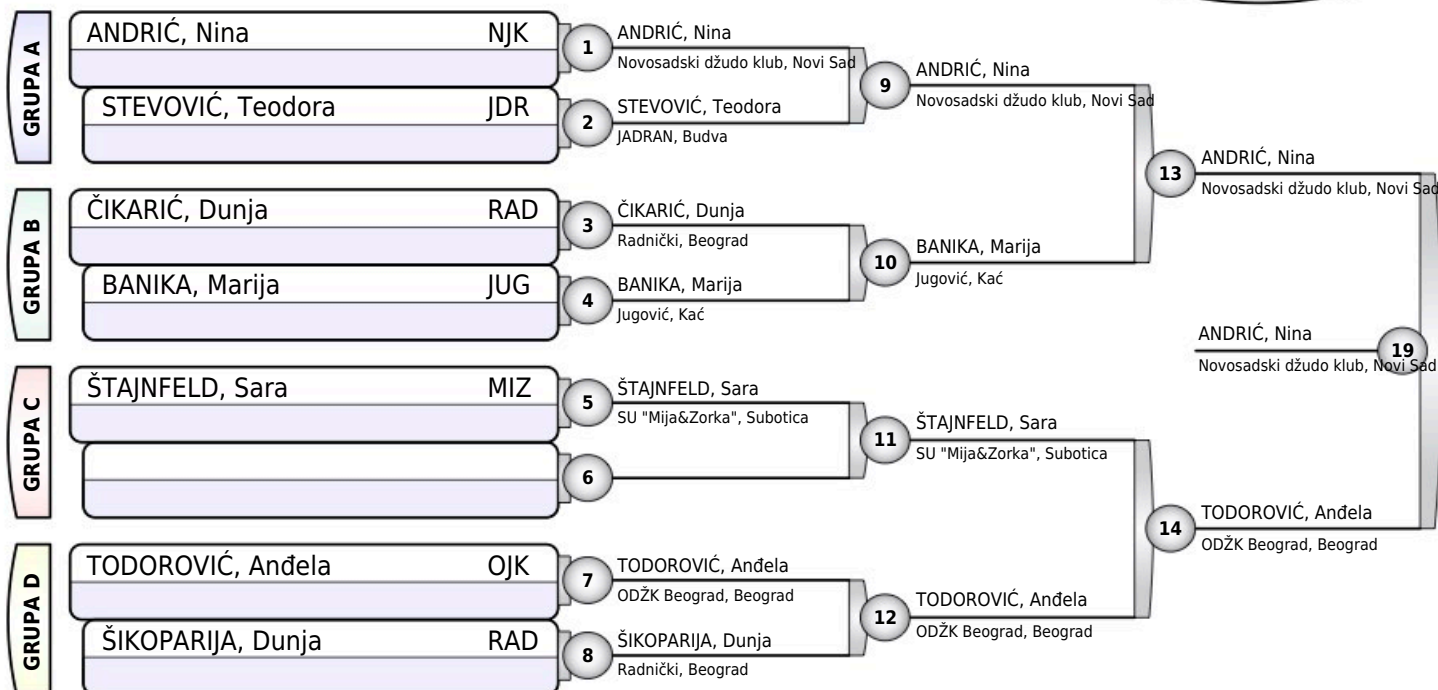 GRUPA A
ANDRIĆ, Nina NJK
STEVOVIĆ, Teodora JDR
GRUPA B
ČIKARIĆ, Dunja RAD
BANIKA, Marija JUG
GRUPA C
ŠTAJNFELD, Sara MIZ
GRUPA D
TODOROVIĆ, Anđela OJK
ŠIKOPARIJA, Dunja RAD
1
ANDRIĆ, Nina
Novosadski džudo klub, Novi Sad
2
STEVOVIĆ, Teodora
JADRAN, Budva
3
ČIKARIĆ, Dunja
Radnički, Beograd
4
BANIKA, Marija
Jugović, Kać
5
ŠTAJNFELD, Sara
SU "Mija&Zorka", Subotica
6
7
TODOROVIĆ, Anđela
ODŽK Beograd, Beograd
8
ŠIKOPARIJA, Dunja
Radnički, Beograd
9
ANDRIĆ, Nina
Novosadski džudo klub, Novi Sad
10
BANIKA, Marija
Jugović, Kać
11
ŠTAJNFELD, Sara
SU "Mija&Zorka", Subotica
12
TODOROVIĆ, Anđela
ODŽK Beograd, Beograd
13
ANDRIĆ, Nina
Novosadski džudo klub, Novi Sad
14
TODOROVIĆ, Anđela
ODŽK Beograd, Beograd
ANDRIĆ, Nina
19
Novosadski džudo klub, Novi Sad